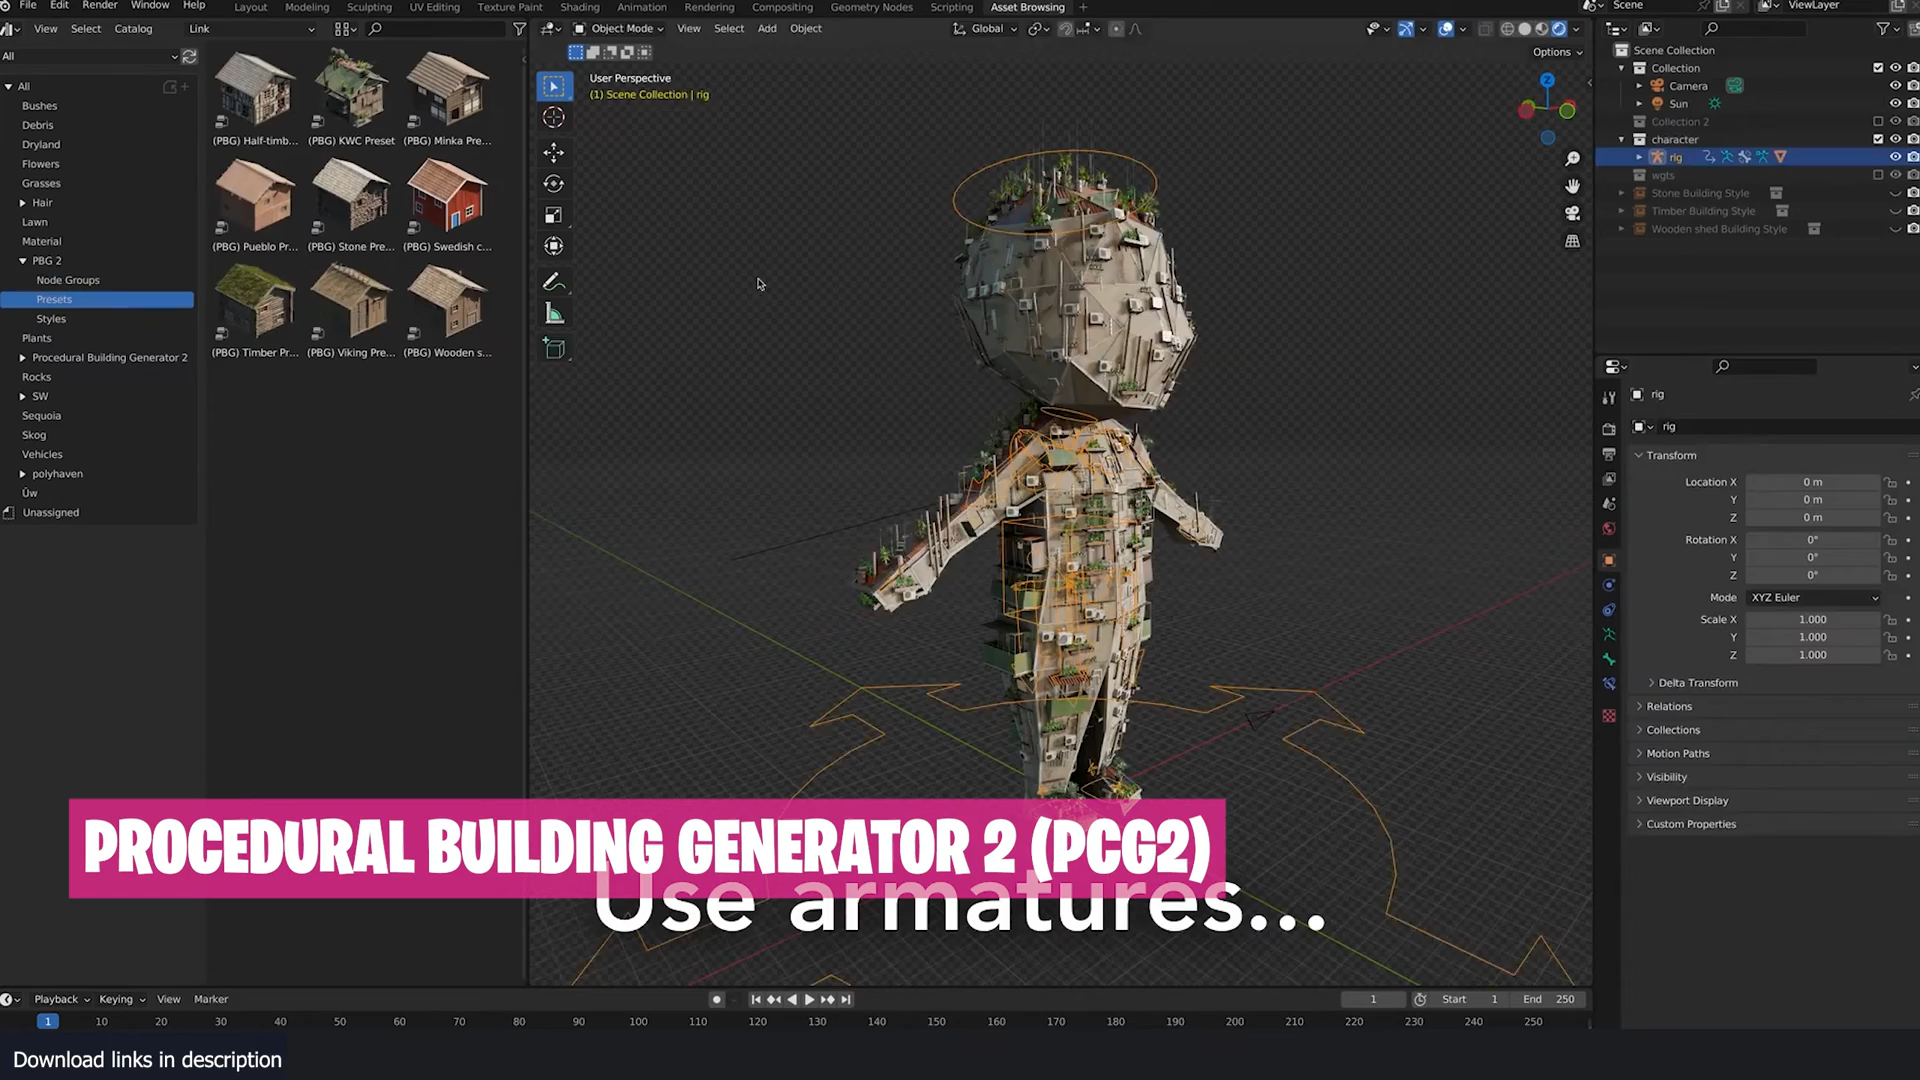 File Edit Render Window Help Layout Modeling Sculpting UV Editing Texture Paint Shading Animation Rendering Compositing Geometry Nodes Scripting Asset Browsing + Scene ViewLayer
View Select Catalog Link
Object Mode View Select Add Object Global
Options
All
All
Bushes
Debris
Dryland
Flowers
Grasses
Hair
Lawn
Material
PBG 2
Node Groups
Presets
Styles
Plants
Procedural Building Generator 2
Rocks
SW
Sequoia
Skog
Vehicles
polyhaven
Ûw
Unassigned
(PBG) Half-timb... (PBG) KWC Preset (PBG) Minka Pre...
(PBG) Pueblo Pr... (PBG) Stone Pre... (PBG) Swedish c...
(PBG) Timber Pr... (PBG) Viking Pre... (PBG) Wooden s...
User Perspective
(1) Scene Collection | rig
Z
Scene Collection
Collection
Camera
Sun
Collection 2
character
rig
wgts
Stone Building Style
Timber Building Style
Wooden shed Building Style
rig
rig
Transform
Location X 0 m
Y 0 m
Z 0 m
Rotation X 0°
Y 0°
Z 0°
Mode XYZ Euler
Scale X 1.000
Y 1.000
Z 1.000
Delta Transform
Relations
Collections
Motion Paths
Visibility
Viewport Display
Custom Properties
PROCEDURAL BUILDING GENERATOR 2 (PCG2)
Use armatures...
Playback Keying View Marker 1 Start 1 End 250
1 10 20 30 40 50 60 70 80 90 100 110 120 130 140 150 160 170 180 190 200 210 220 230 240 250
Download links in description